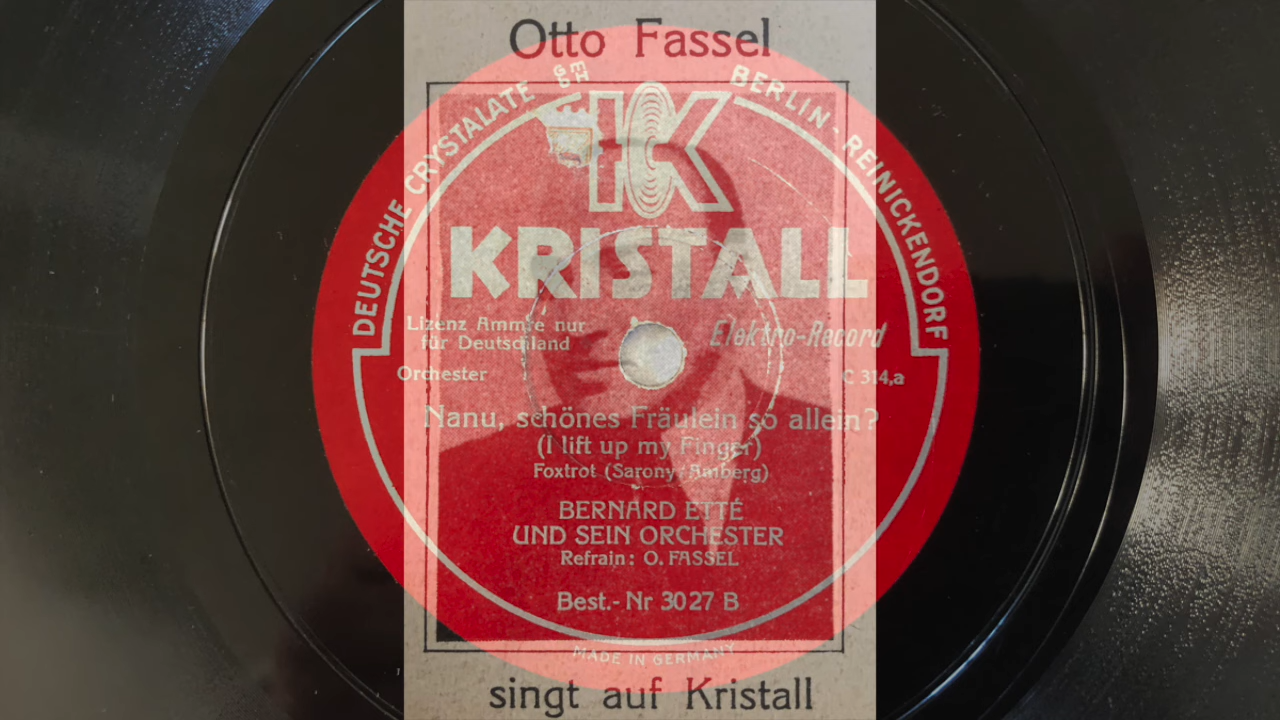 Otto Fassel
DEUTSCHE CRYSTALATE GMBH BERLIN-REINICKENDORF
K
KRISTALL
Lizenz Ammre nur
für Deutschland
Elektro-Record
Orchester
C 314,a
Nanu, schönes Fräulein so allein?
(I lift up my Finger)
Foxtrot (Sarony-Amberg)
BERNARD ETTÉ
UND SEIN ORCHESTER
Refrain: O. FASSEL
Best.-Nr 3027 B
MADE IN GERMANY
singt auf Kristall